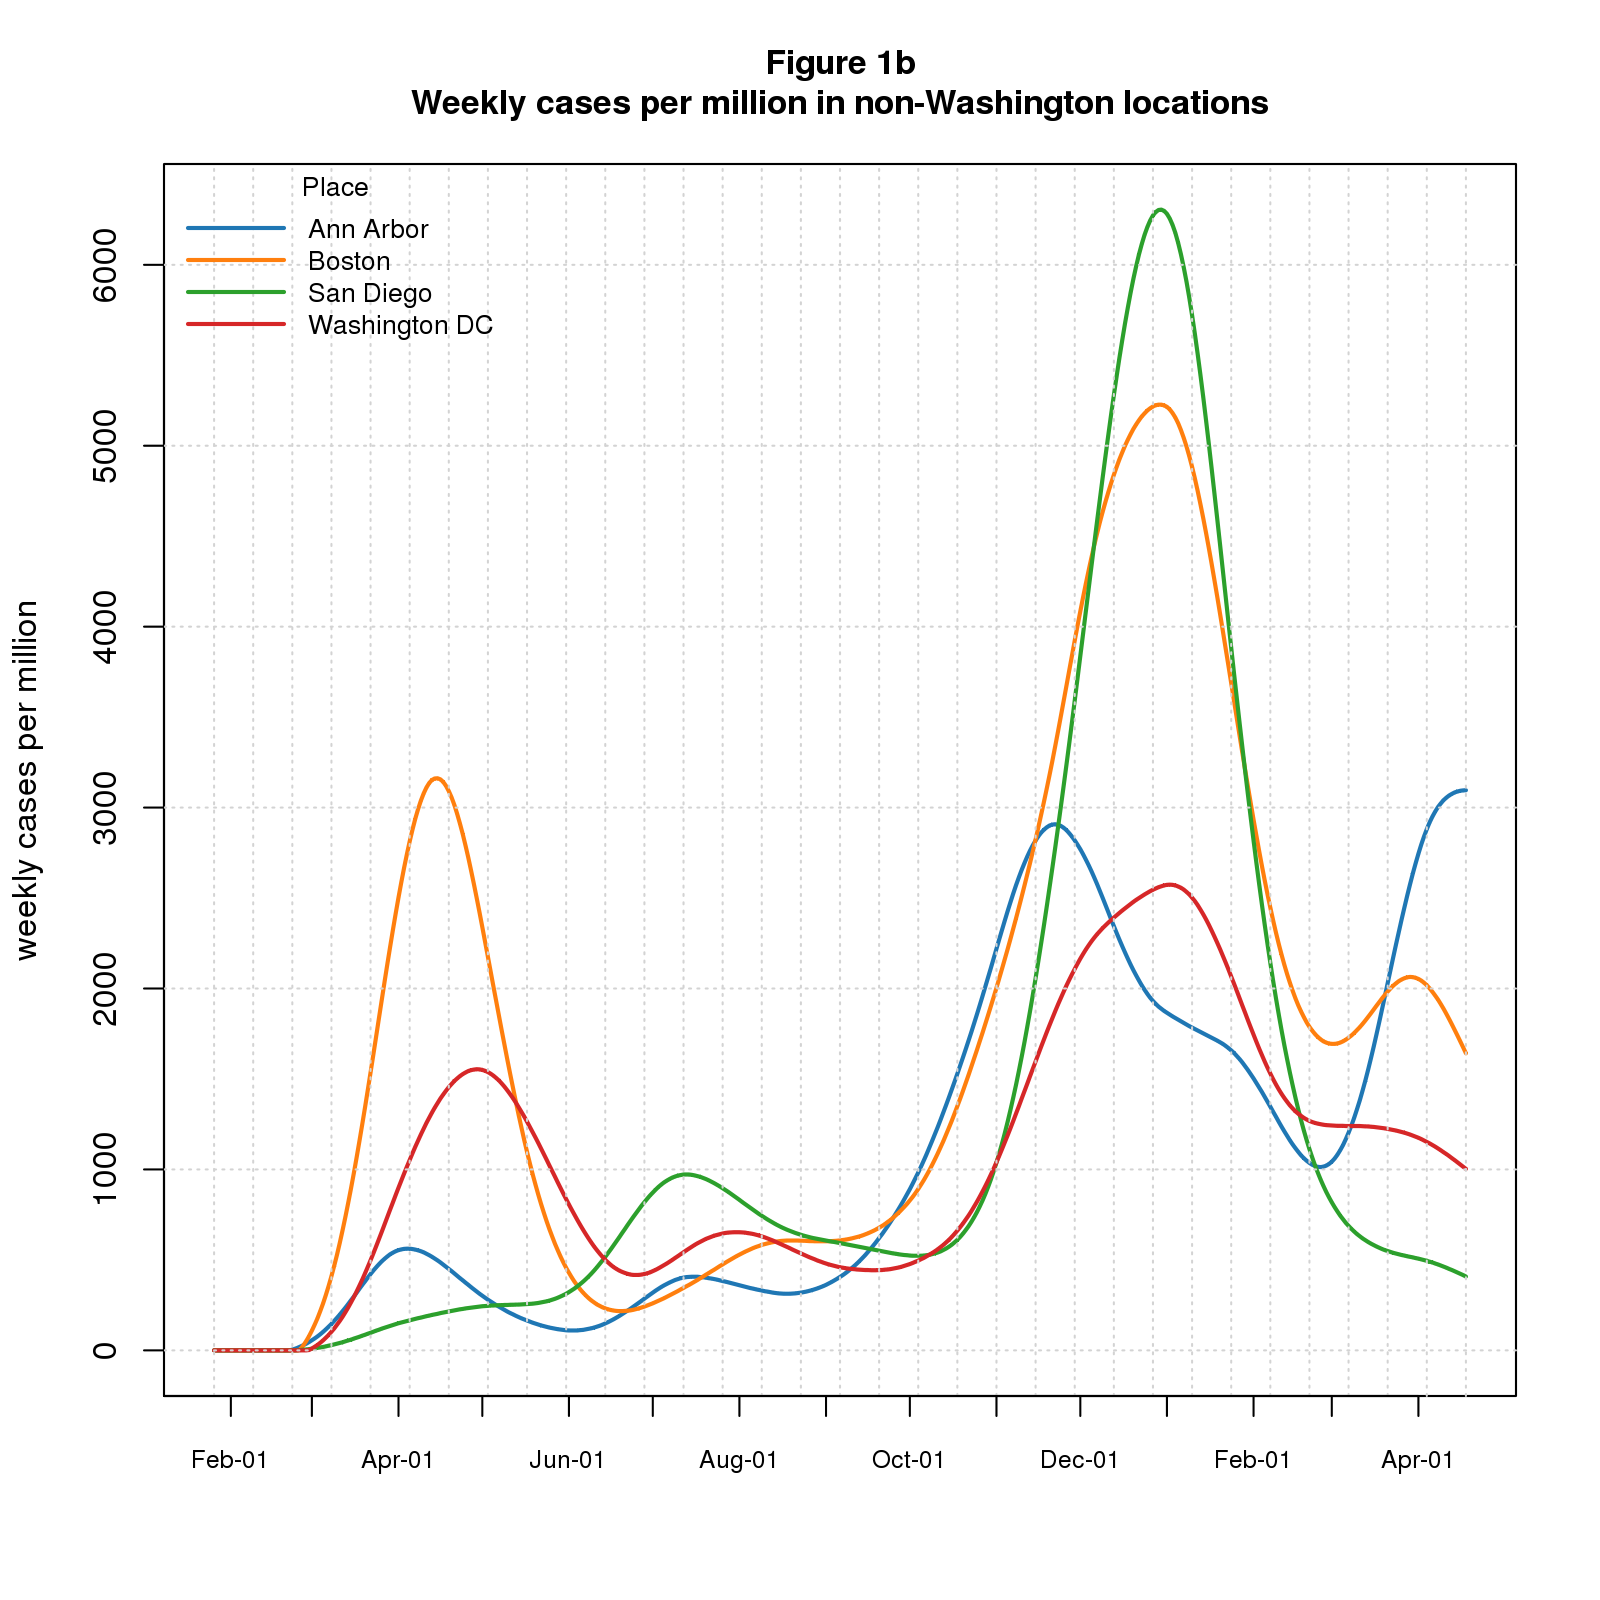 Figure 1b
Weekly cases per million in non-Washington locations
Place
Ann Arbor
Boston
San Diego
Washington DC
weekly cases per million
6000
5000
4000
3000
2000
1000
0
Feb-01 Apr-01 Jun-01 Aug-01 Oct-01 Dec-01 Feb-01 Apr-01